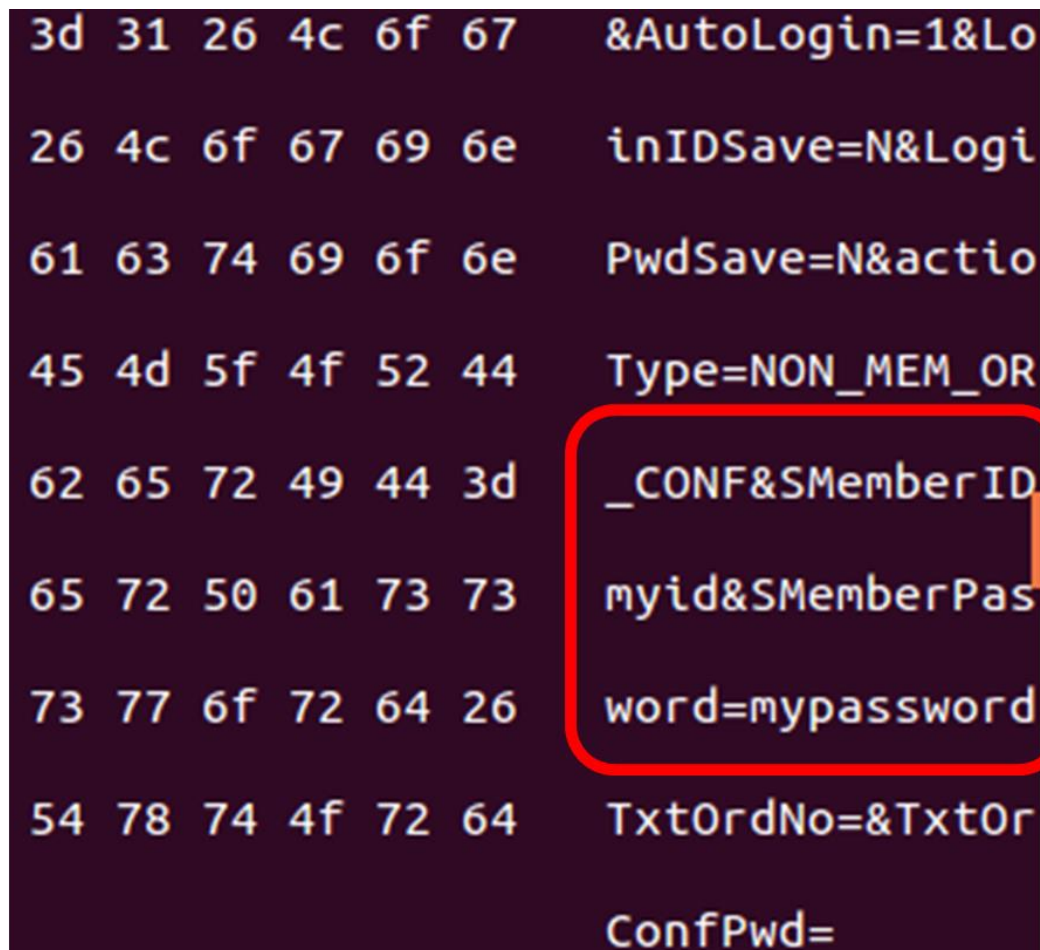 3d 31 26 4c 6f 67 &AutoLogin=1&Lo
26 4c 6f 67 69 6e inIDSave=N&Logi
61 63 74 69 6f 6e PwdSave=N&actio
45 4d 5f 4f 52 44 Type=NON_MEM_OR
62 65 72 49 44 3d _CONF&SMemberID
65 72 50 61 73 73 myid&SMemberPas
73 77 6f 72 64 26 word=mypassword
54 78 74 4f 72 64 TxtOrdNo=&TxtOr
ConfPwd=